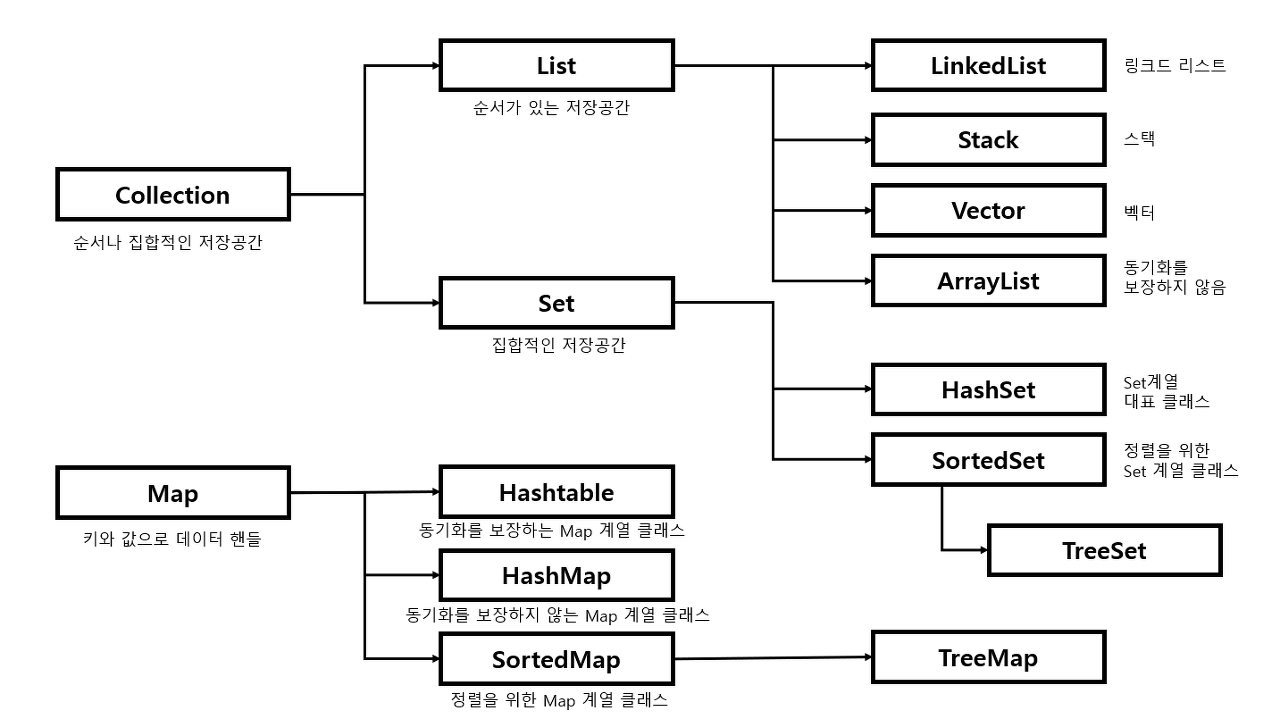 Collection
순서나 집합적인 저장공간
List
순서가 있는 저장공간
LinkedList
링크드 리스트
Stack
스택
Vector
벡터
ArrayList
동기화를
보장하지 않음
Set
집합적인 저장공간
HashSet
Set계열
대표 클래스
SortedSet
정렬을 위한
Set 계열 클래스
TreeSet
Map
키와 값으로 데이터 핸들
Hashtable
동기화를 보장하는 Map 계열 클래스
HashMap
동기화를 보장하지 않는 Map 계열 클래스
SortedMap
정렬을 위한 Map 계열 클래스
TreeMap